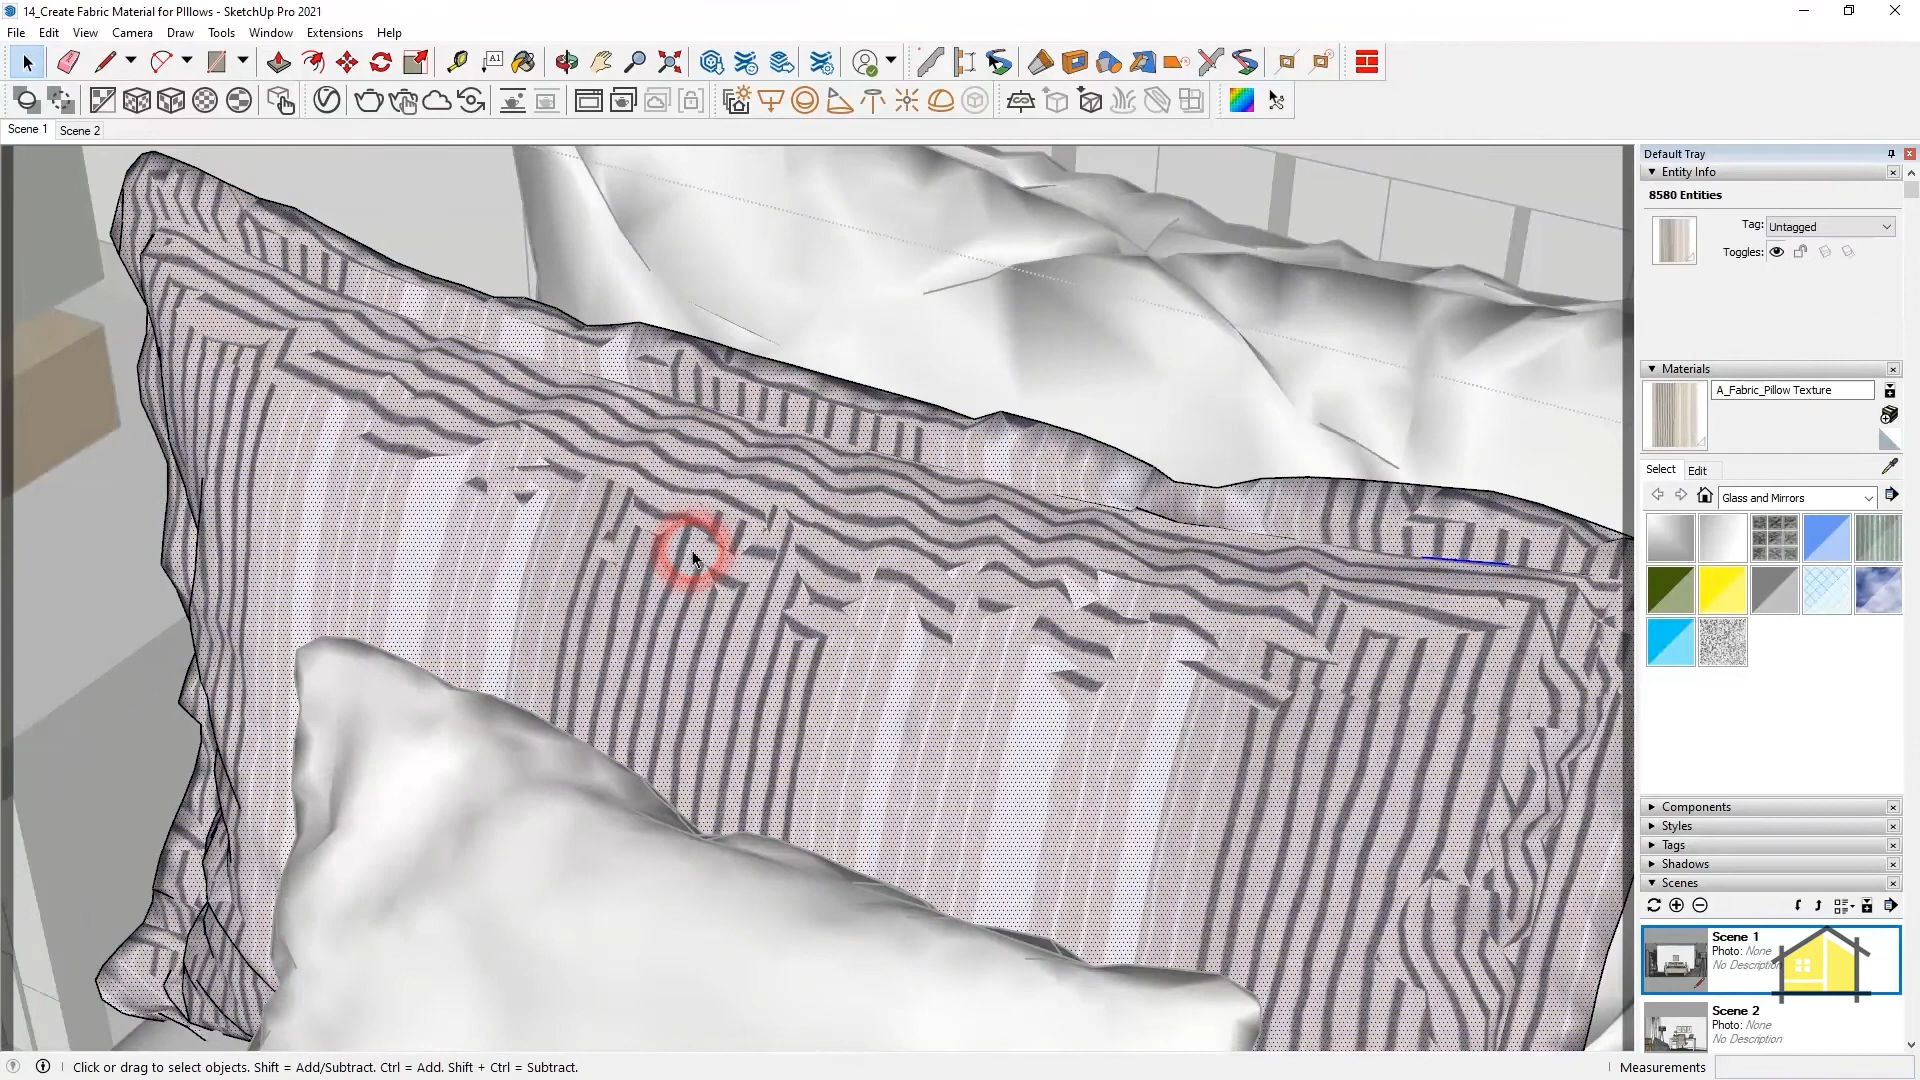 14_Create Fabric Material for PIllows - SketchUp Pro 2021
File Edit View Camera Draw Tools Window Extensions Help
A1
Scene 1 Scene 2
Default Tray
Entity Info
8580 Entities
Tag: Untagged
Toggles:
Materials
A_Fabric_Pillow Texture
Select Edit
Glass and Mirrors
Components
Styles
Tags
Shadows
Scenes
Scene 1
Photo: None
No Description
Scene 2
Photo: None
No Description
Click or drag to select objects. Shift = Add/Subtract. Ctrl = Add. Shift + Ctrl = Subtract.
Measurements